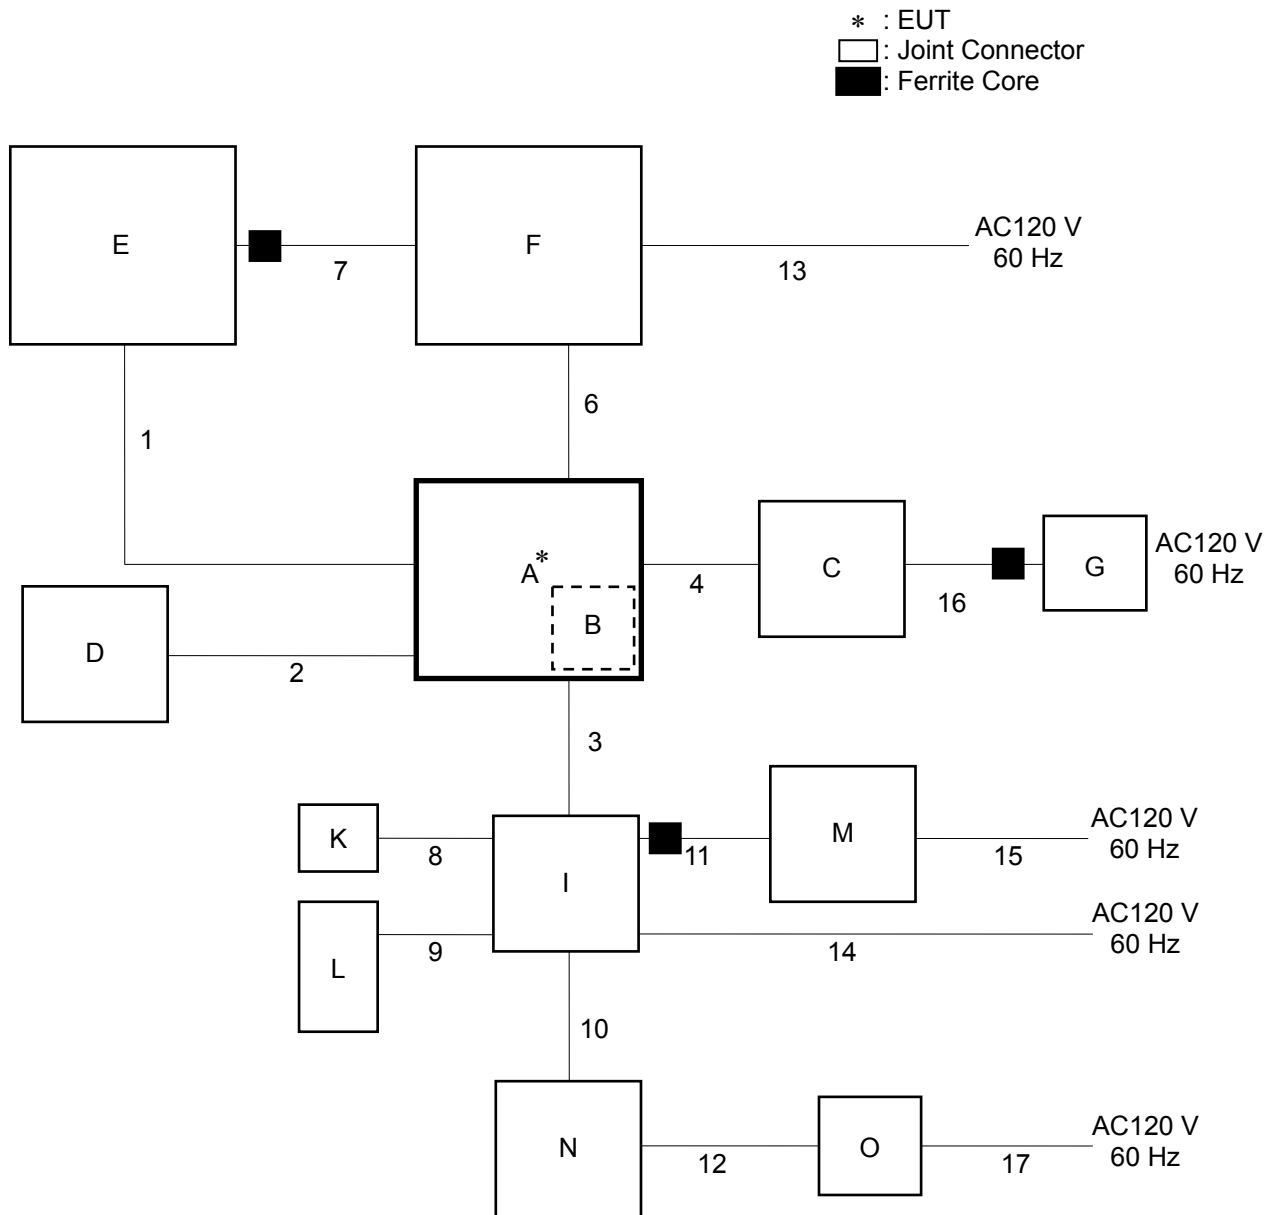 * : EUT
: Joint Connector
: Ferrite Core
E
7
F
13
AC120 V
60 Hz
1
6
A*
B
4
C
16
G
AC120 V
60 Hz
D
2
3
K
8
I
11
M
15
AC120 V
60 Hz
L
9
14
AC120 V
60 Hz
10
N
12
O
17
AC120 V
60 Hz